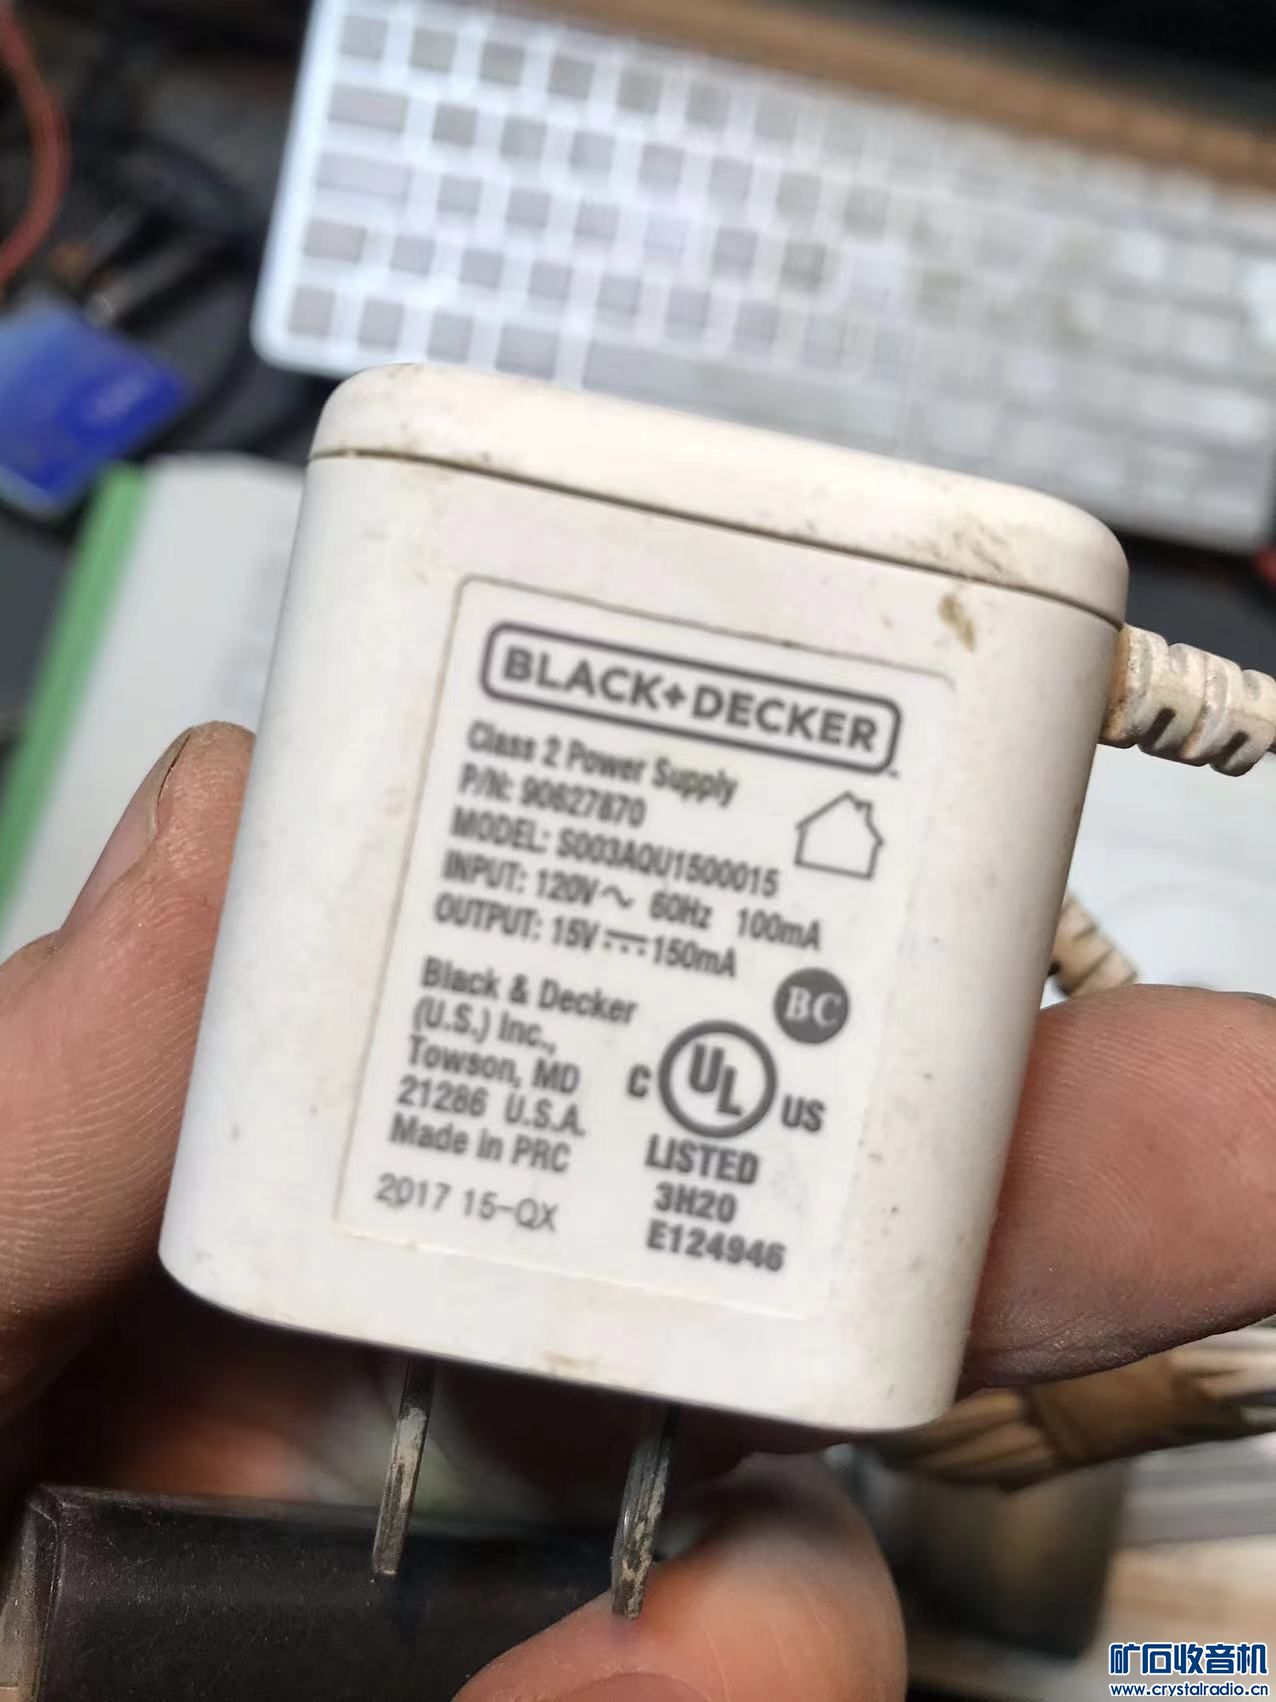 BLACK+DECKER
Class 2 Power Supply
P/N: 90627870
MODEL: S003AQU1500015
INPUT: 120V～ 60Hz 100mA
OUTPUT: 15V⎓150mA
Black & Decker
(U.S.) Inc.,
Towson, MD
21286 U.S.A.
Made in PRC
2017 15-QX
BC
C UL US
LISTED
3H20
E124946
矿石收音机
www.crystalradio.cn